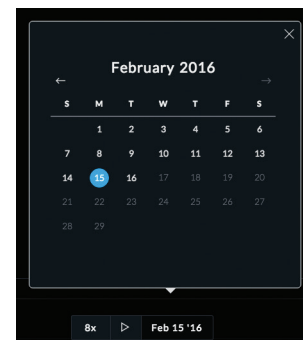 February 2016
S M T W T F S
1 2 3 4 5 6
7 8 9 10 11 12 13
14 15 16 17 18 19 20
21 22 23 24 25 26 27
28 29
8x Feb 15 '16